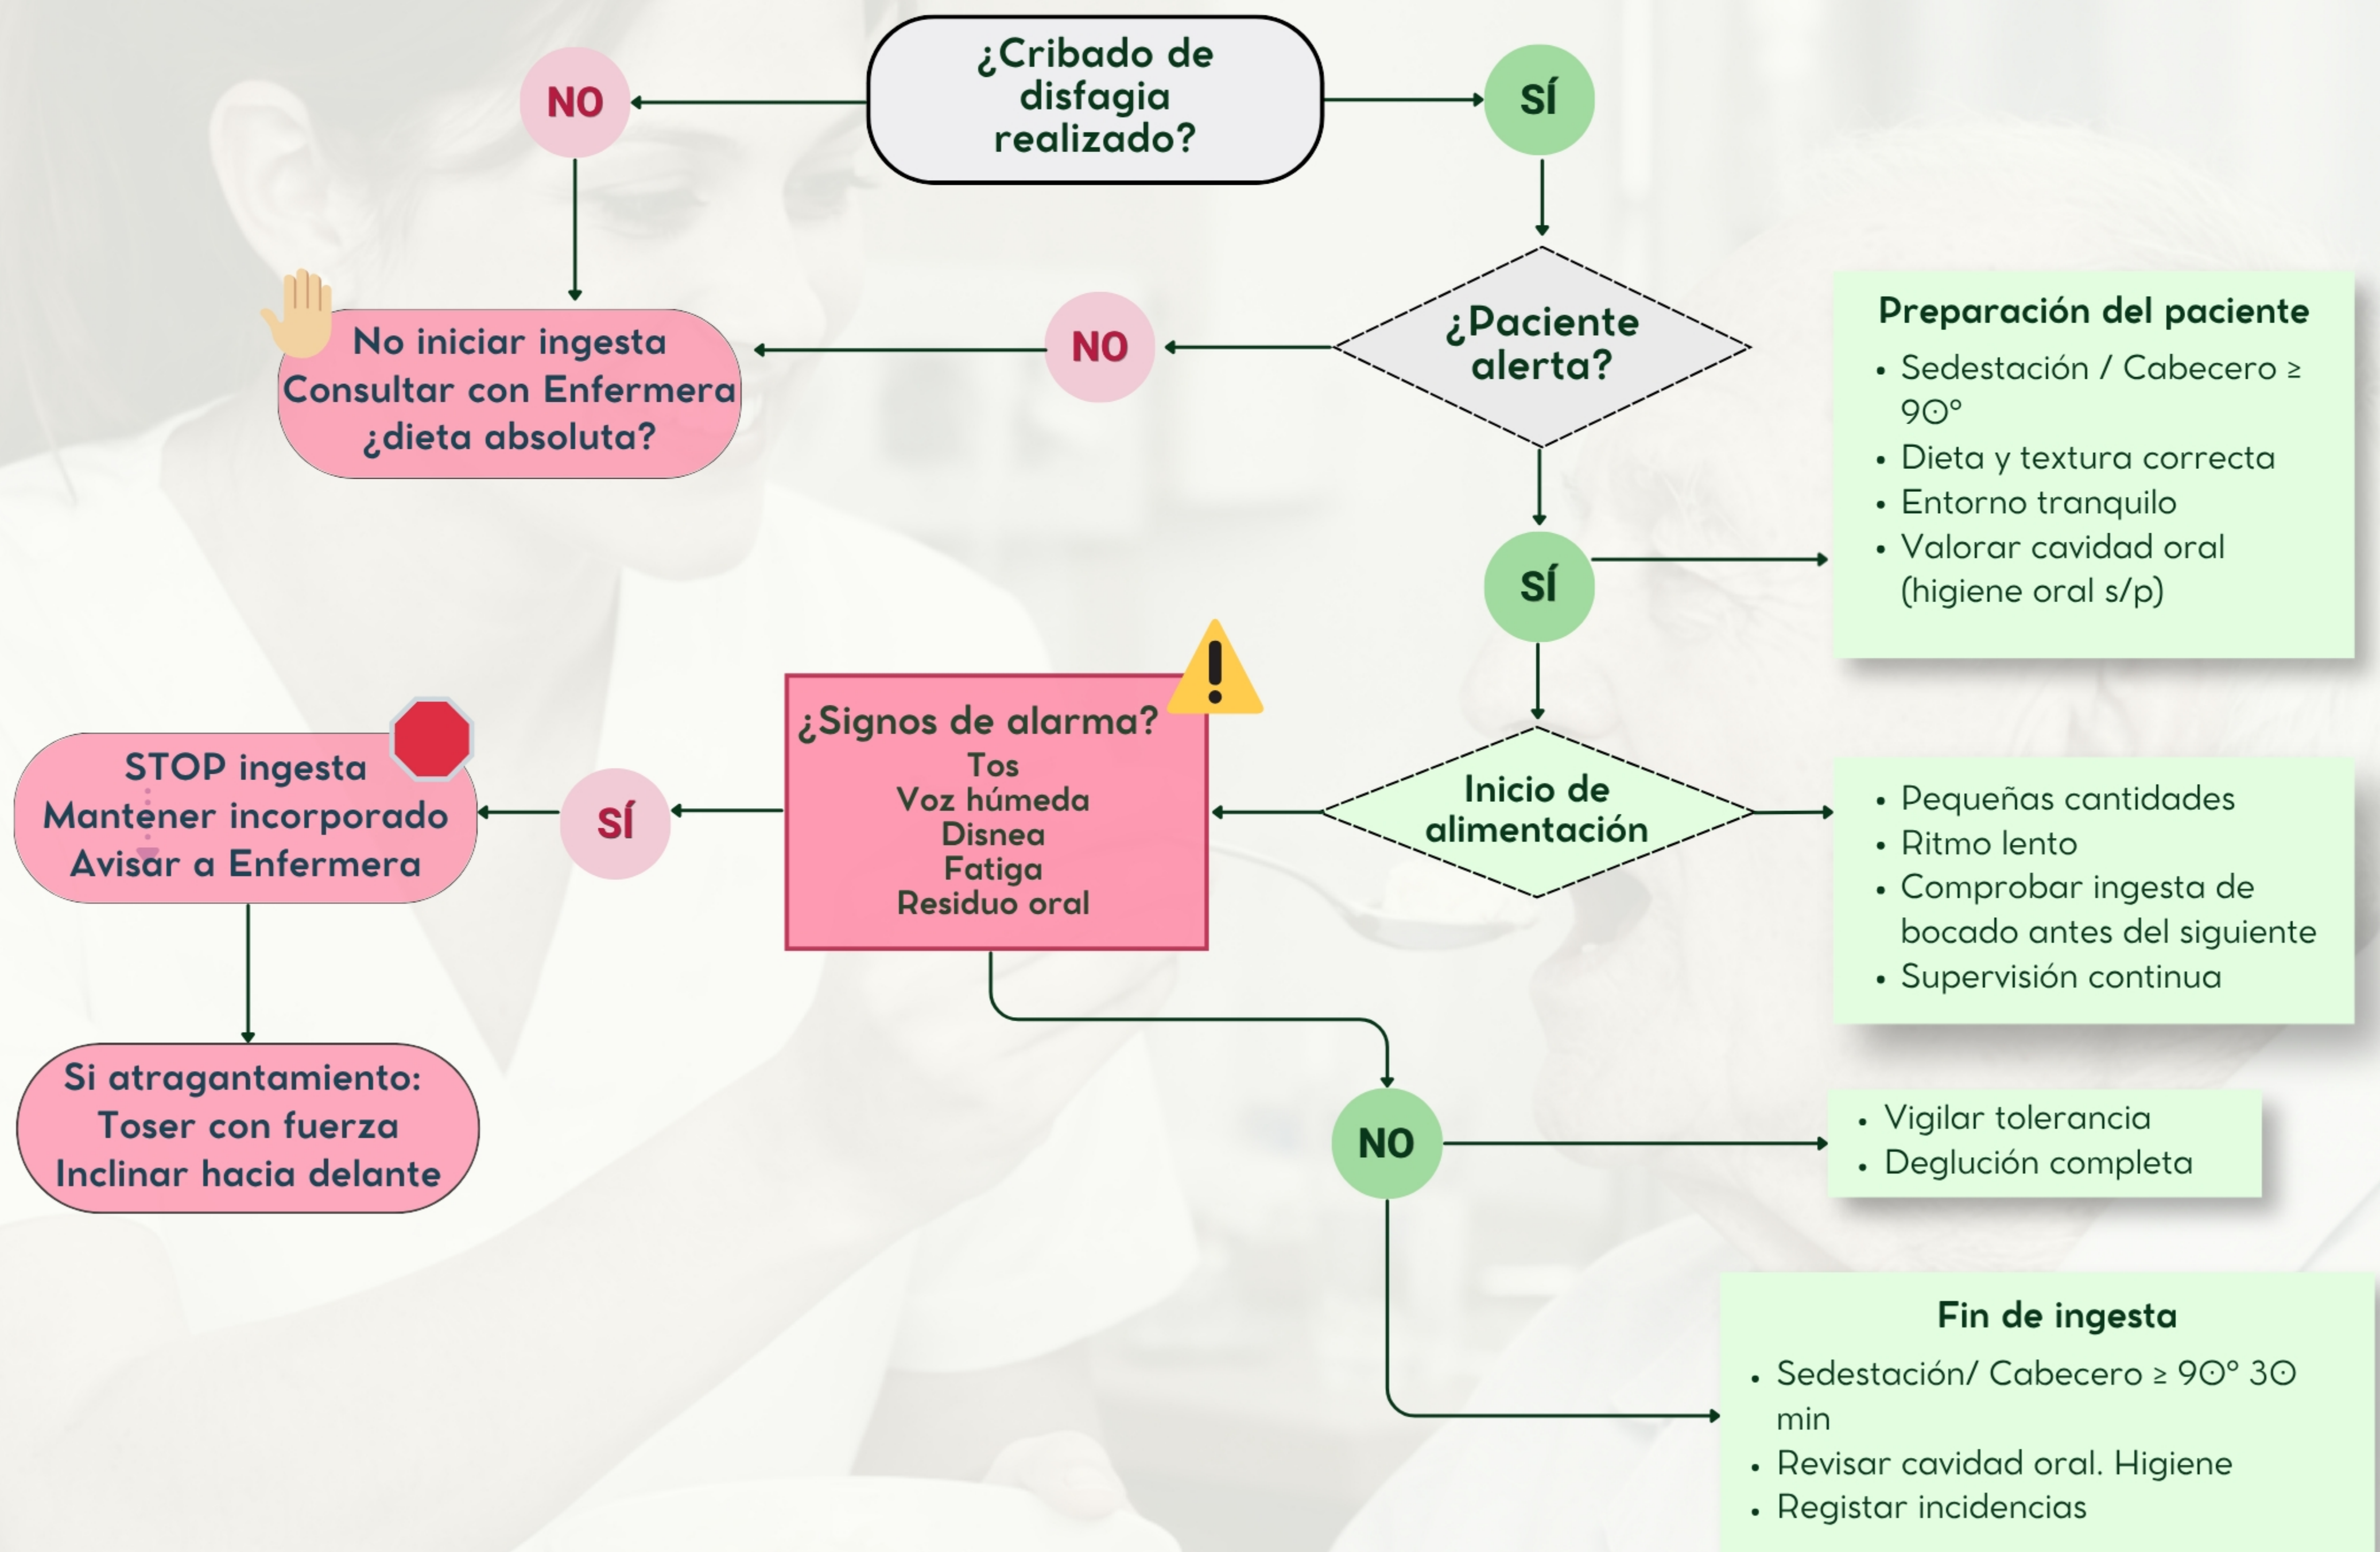 ¿Cribado de
disfagia
realizado?
NO
SÍ
No iniciar ingesta
Consultar con Enfermera
¿dieta absoluta?
NO
¿Paciente
alerta?
Preparación del paciente
• Sedestación / Cabecero ≥
90º
• Dieta y textura correcta
• Entorno tranquilo
• Valorar cavidad oral
(higiene oral s/p)
SÍ
Inicio de
alimentación
• Pequeñas cantidades
• Ritmo lento
• Comprobar ingesta de
bocado antes del siguiente
• Supervisión continua
¿Signos de alarma?
Tos
Voz húmeda
Disnea
Fatiga
Residuo oral
SÍ
STOP ingesta
Mantener incorporado
Avisar a Enfermera
Si atragantamiento:
Toser con fuerza
Inclinar hacia delante
NO
• Vigilar tolerancia
• Deglución completa
Fin de ingesta
• Sedestación/ Cabecero ≥ 90º 30
min
• Revisar cavidad oral. Higiene
• Registar incidencias